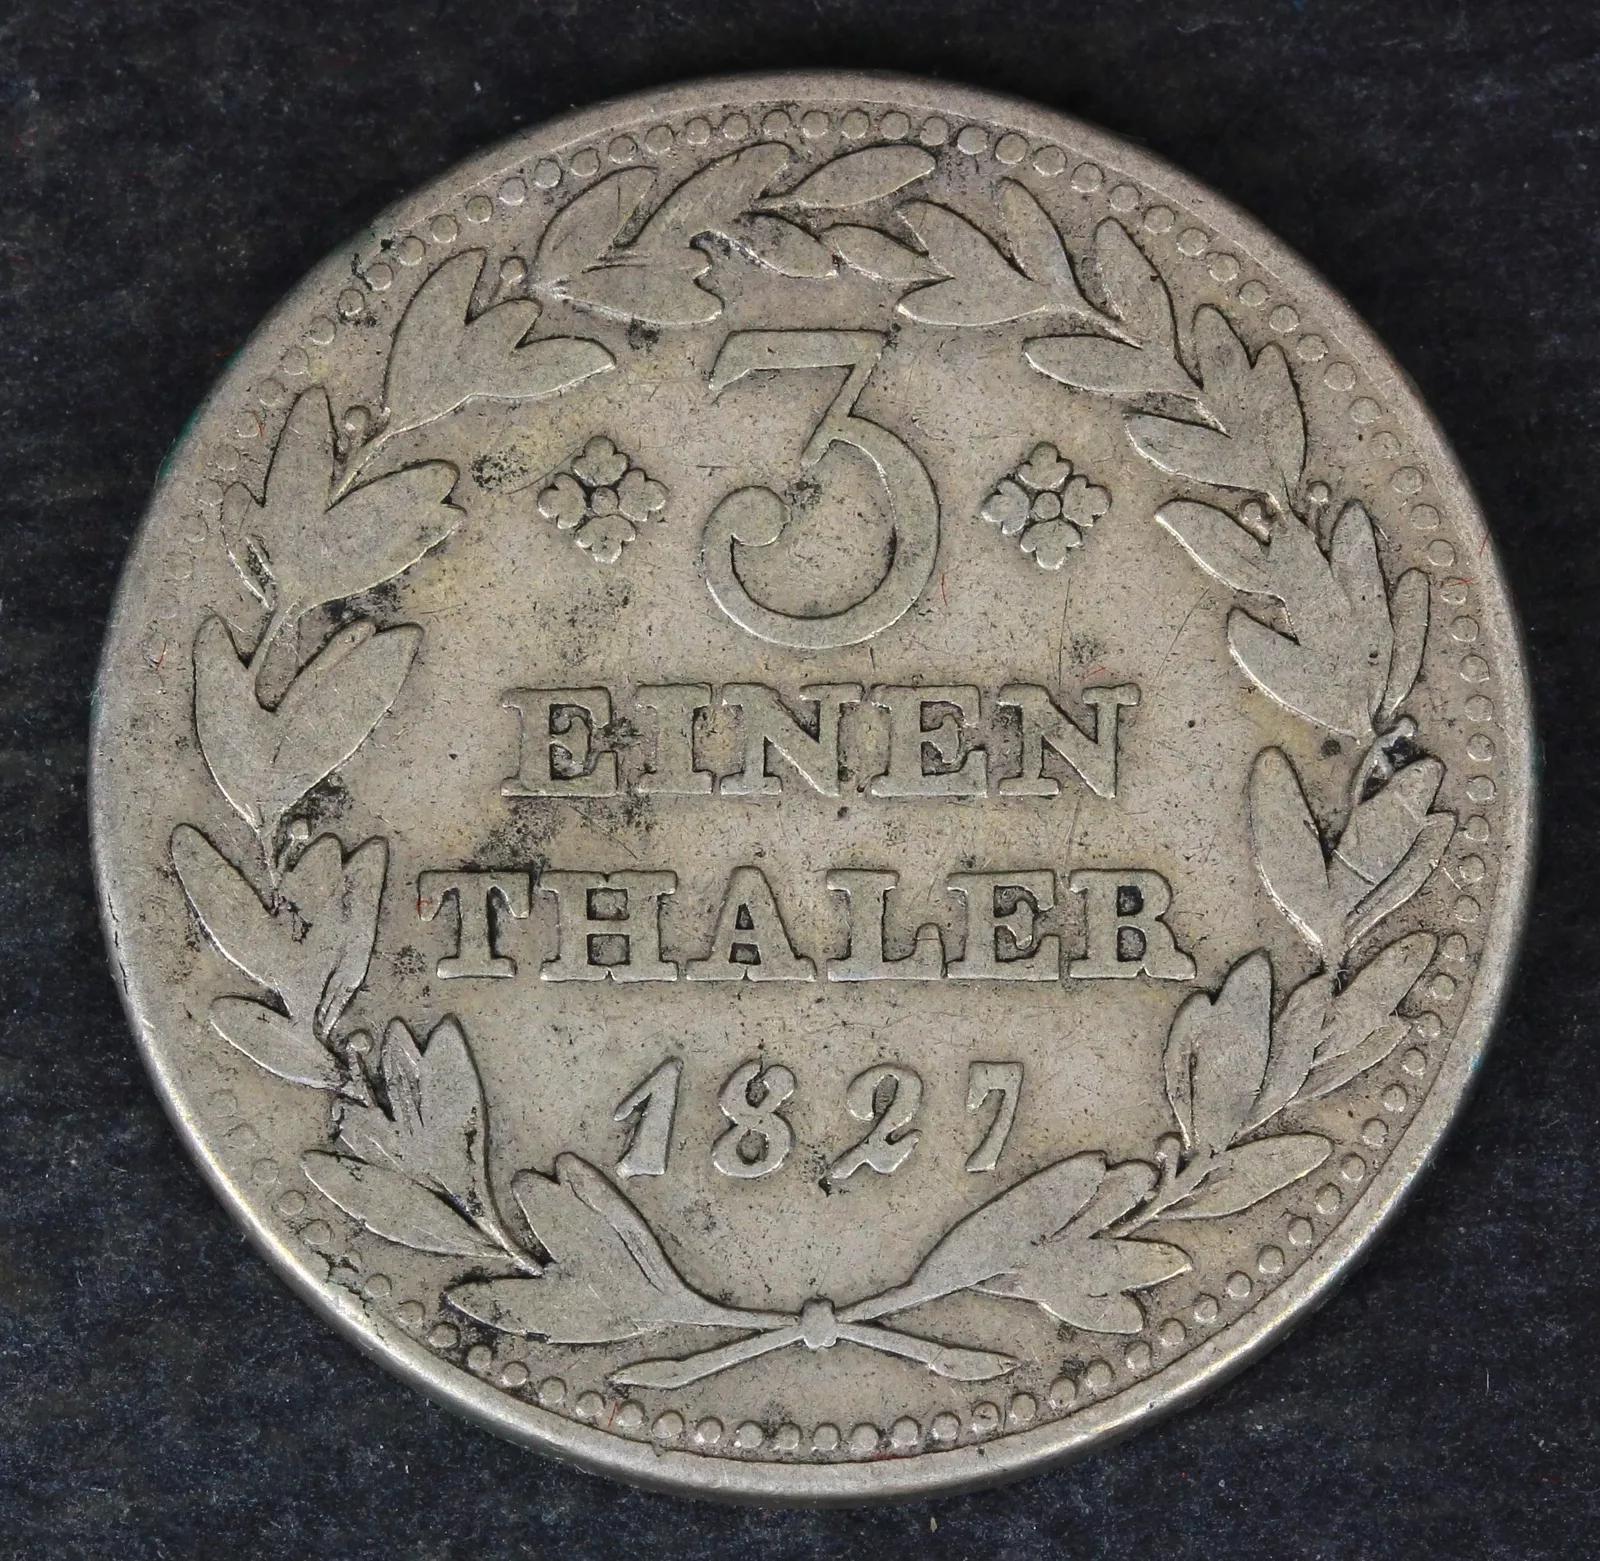 3
EINEN
THALER
1827